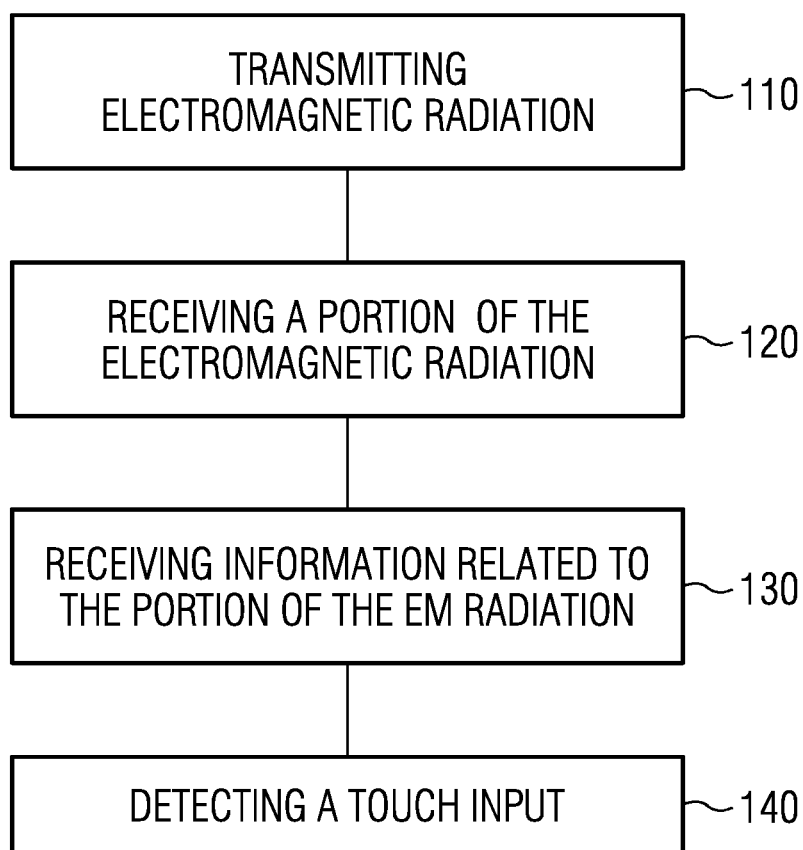 TRANSMITTING
ELECTROMAGNETIC RADIATION
110
RECEIVING A PORTION OF THE
ELECTROMAGNETIC RADIATION
120
RECEIVING INFORMATION RELATED TO
THE PORTION OF THE EM RADIATION
130
DETECTING A TOUCH INPUT
140